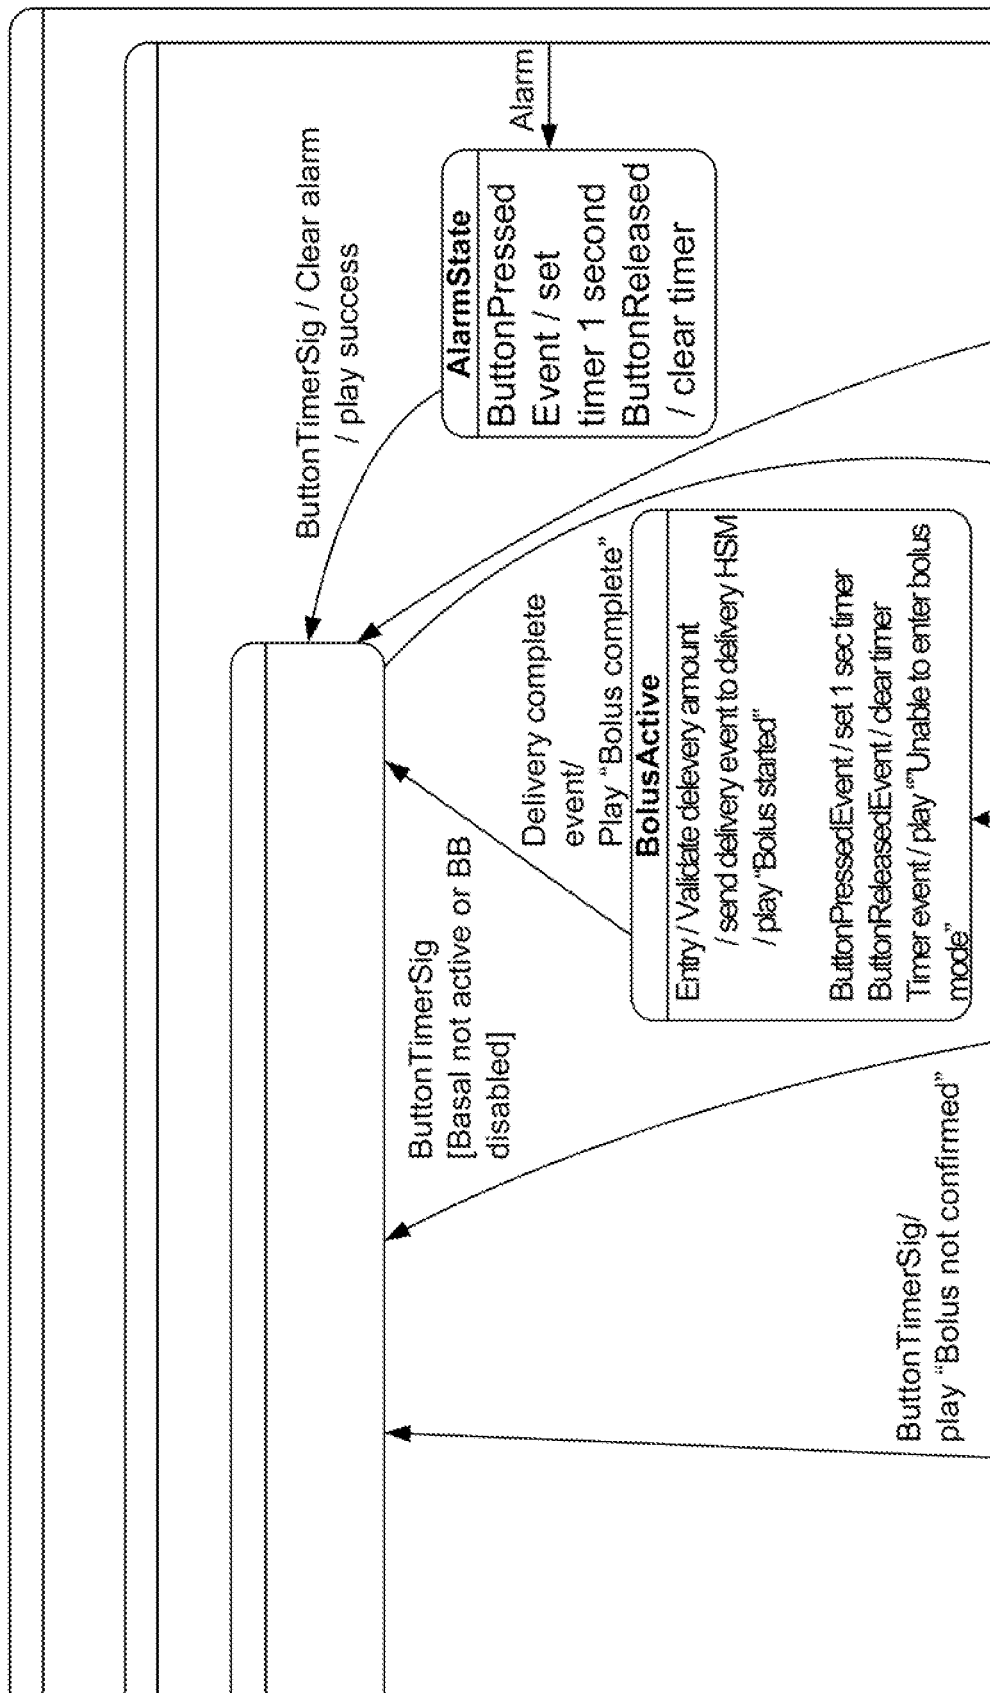 Alarm
ButtonTimerSig / Clear alarm
/ play success
AlarmState
ButtonPressed
Event / set
timer 1 second
ButtonReleased
/ clear timer
Delivery complete
event/
Play “Bolus complete”
BolusActive
Entry / Validate delevery amount
/ send delivery event to delivery HSM
/ play “Bolus started”
ButtonPressedEvent / set 1 sec timer
ButtonReleasedEvent / clear timer
Timer event / play “"Unable to enter bolus
mode”
ButtonTimerSig
[Basal not active or BB
disabled]
ButtonTimerSig/
play “Bolus not confirmed”